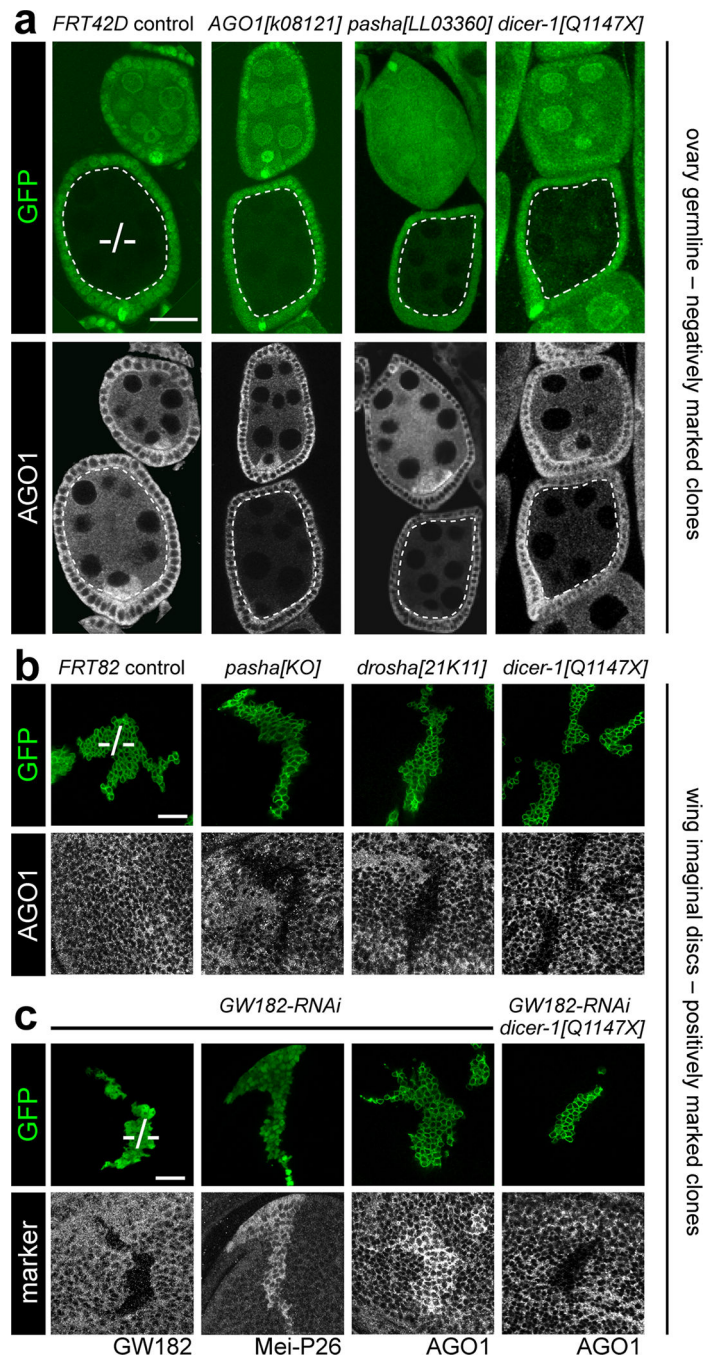 a
FRT42D control
AGO1[k08121]
pasha[LL03360]
dicer-1[Q1147X]
GFP
-/-
AGO1
ovary germline – negatively marked clones
b
FRT82 control
pasha[KO]
drosha[21K11]
dicer-1[Q1147X]
GFP
-/-
AGO1
wing imaginal discs – positively marked clones
c
GW182-RNAi
GW182-RNAi
dicer-1[Q1147X]
GFP
-/-
marker
GW182
Mei-P26
AGO1
AGO1